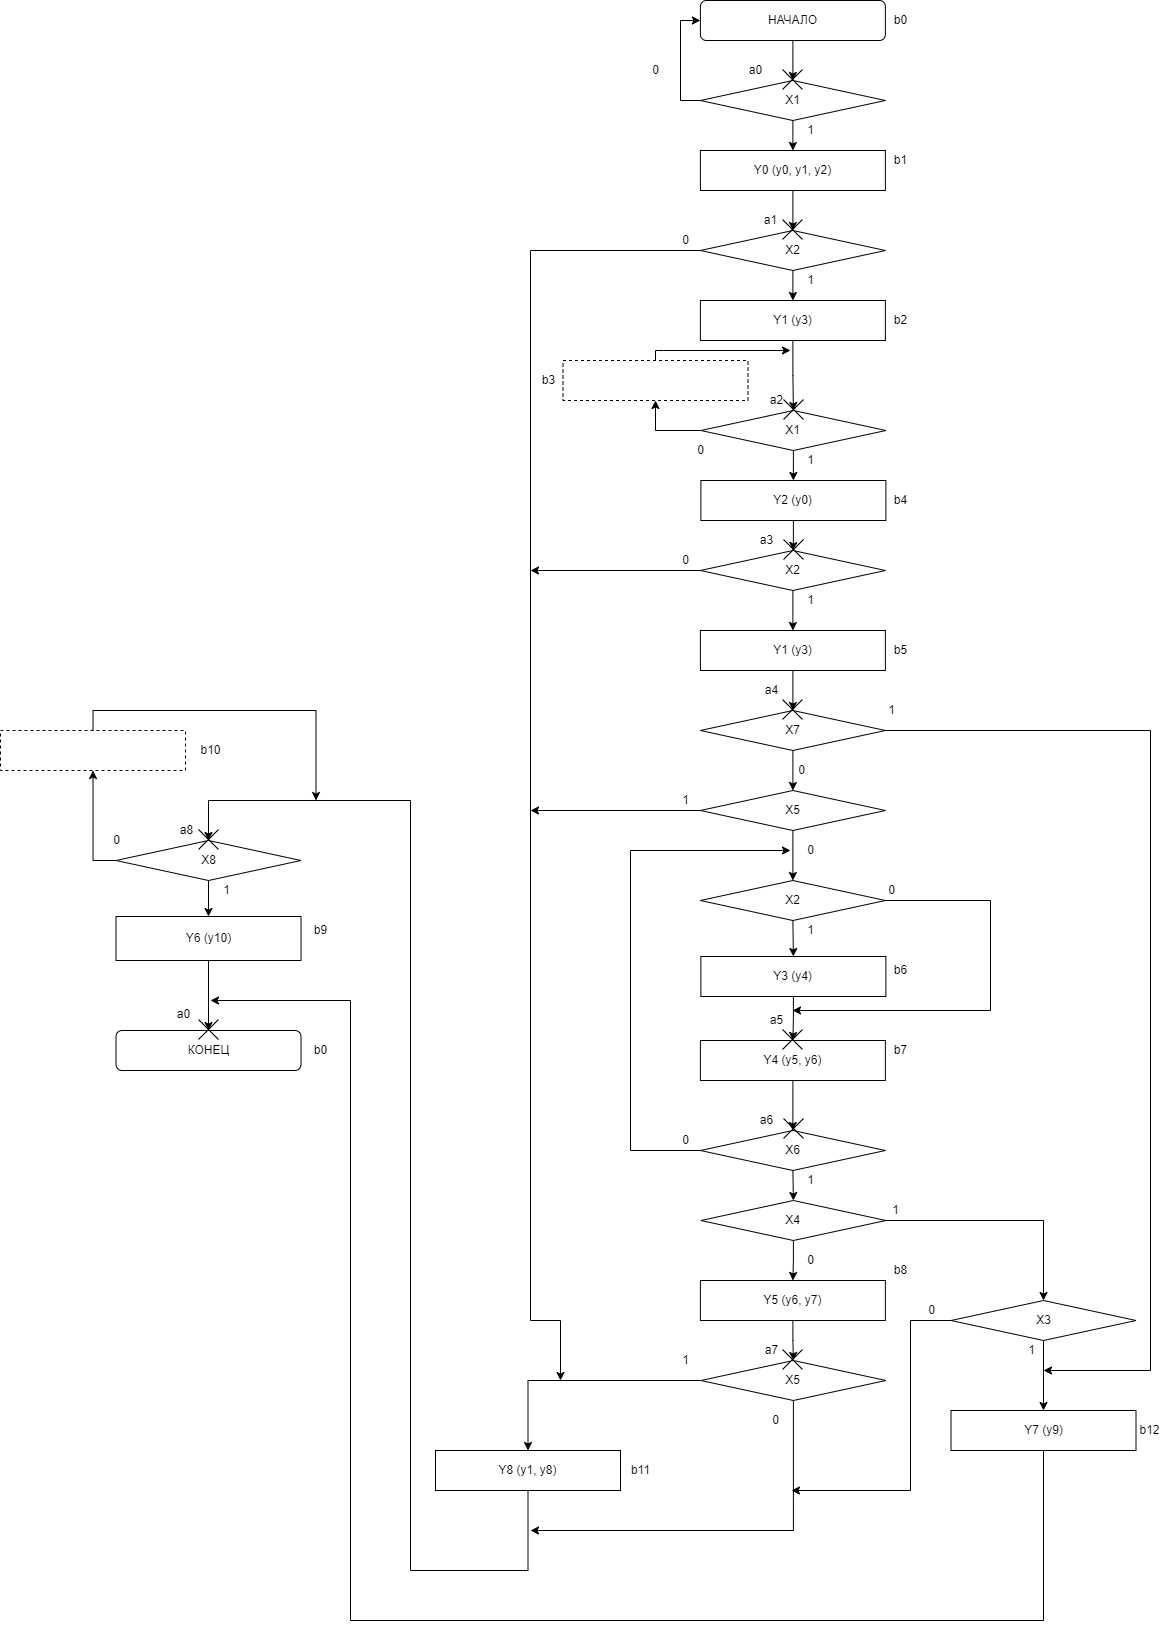 НАЧАЛО
b0
0
a0
X1
1
Y0 (y0, y1, y2)
b1
a1
0
X2
1
Y1 (y3)
b2
b3
a2
X1
0
1
Y2 (y0)
b4
a3
0
X2
1
Y1 (y3)
b5
a4
1
X7
0
1
X5
0
0
X2
1
Y3 (y4)
b6
a5
Y4 (y5, y6)
b7
a6
0
X6
1
1
X4
0
b8
Y5 (y6, y7)
0
X3
1
a7
1
X5
0
Y7 (y9)
b12
Y8 (y1, y8)
b11
b10
a8
0
X8
1
Y6 (y10)
b9
a0
КОНЕЦ
b0